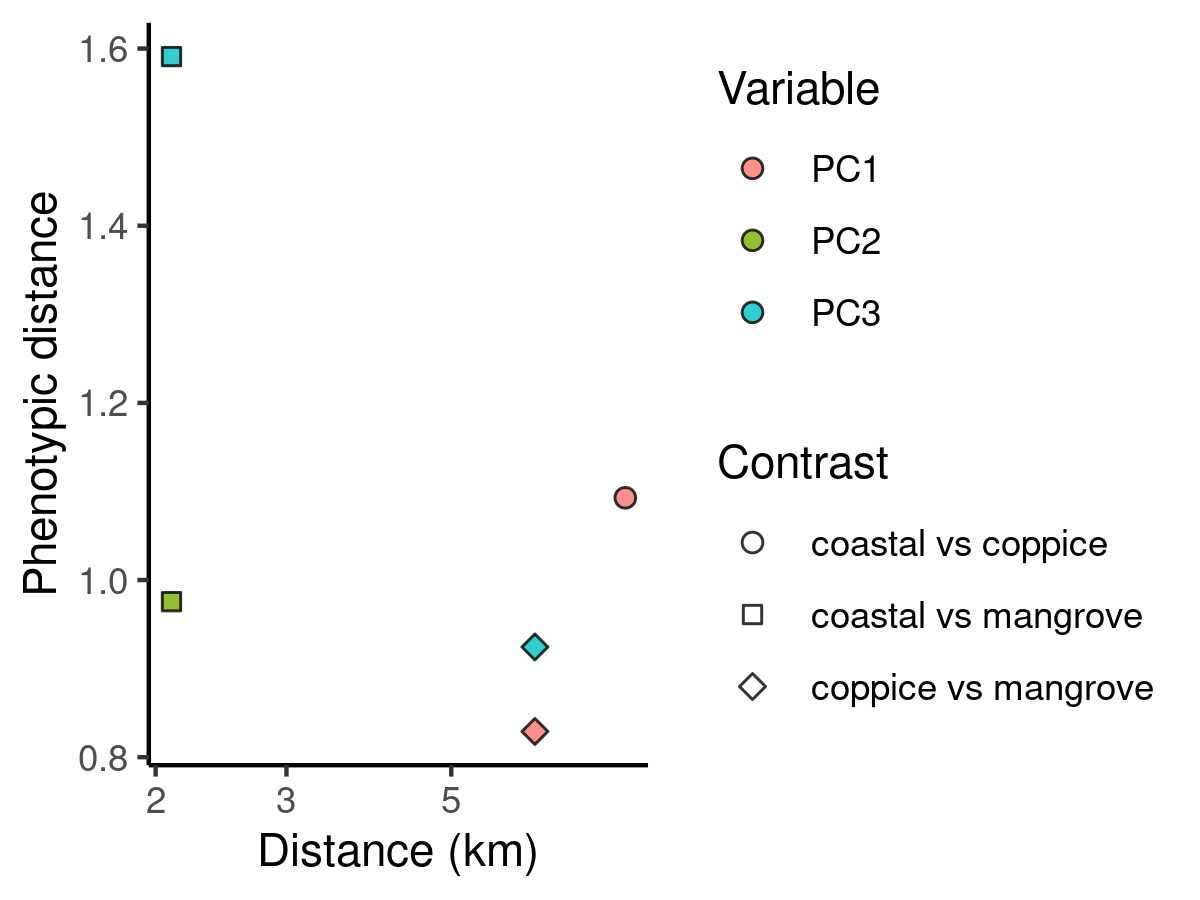 Phenotypic distance
1.6
1.4
1.2
1.0
0.8
2 3 5
Distance (km)
Variable
PC1
PC2
PC3
Contrast
coastal vs coppice
coastal vs mangrove
coppice vs mangrove